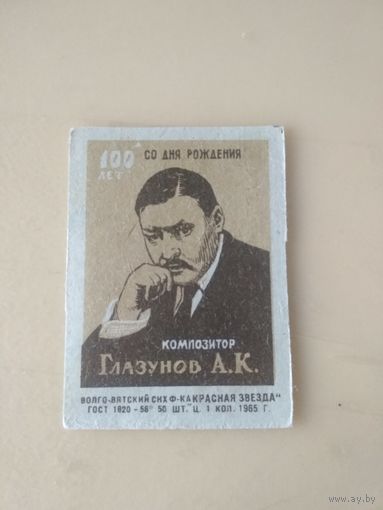 100 СО ДНЯ РОЖДЕНИЯ
ЛЕТ
КОМПОЗИТОР
ГЛАЗУНОВ А.К.
ВОЛГО-ВЯТСКИЙ СНХ Ф-КА „КРАСНАЯ ЗВЕЗДА“
ГОСТ 1820-56° 50 ШТ. Ц. 1 КОП. 1965 Г.
www.ay.by